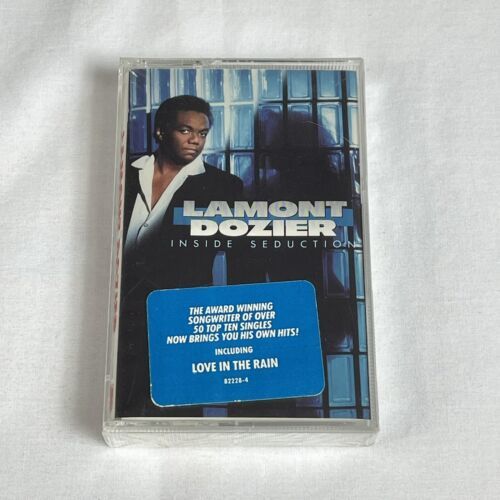 LAMONT
DOZIER
INSIDE SEDUCTION
THE AWARD WINNING
SONGWRITER OF OVER
50 TOP TEN SINGLES
NOW BRINGS YOU HIS OWN HITS!
INCLUDING
LOVE IN THE RAIN
82228-4